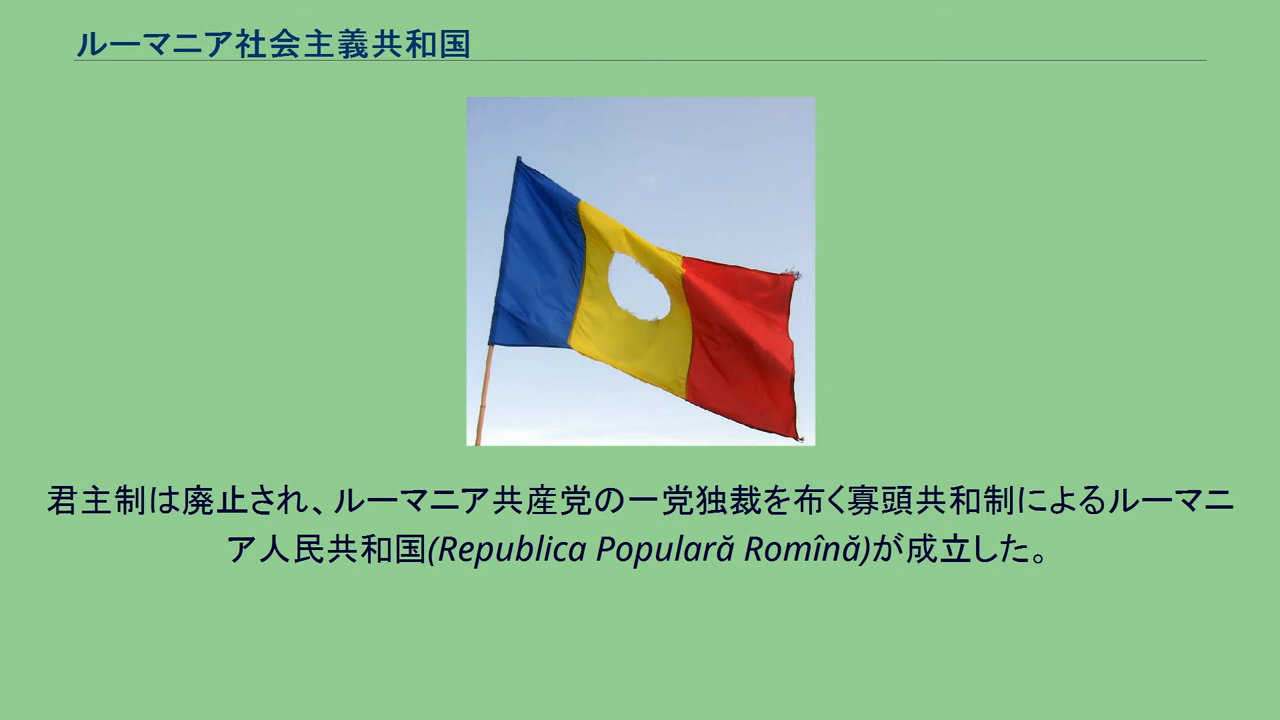 ルーマニア社会主義共和国
君主制は廃止され、ルーマニア共産党の一党独裁を布く寡頭共和制によるルーマニ
ア人民共和国(Republica Populară Romînă)が成立した。